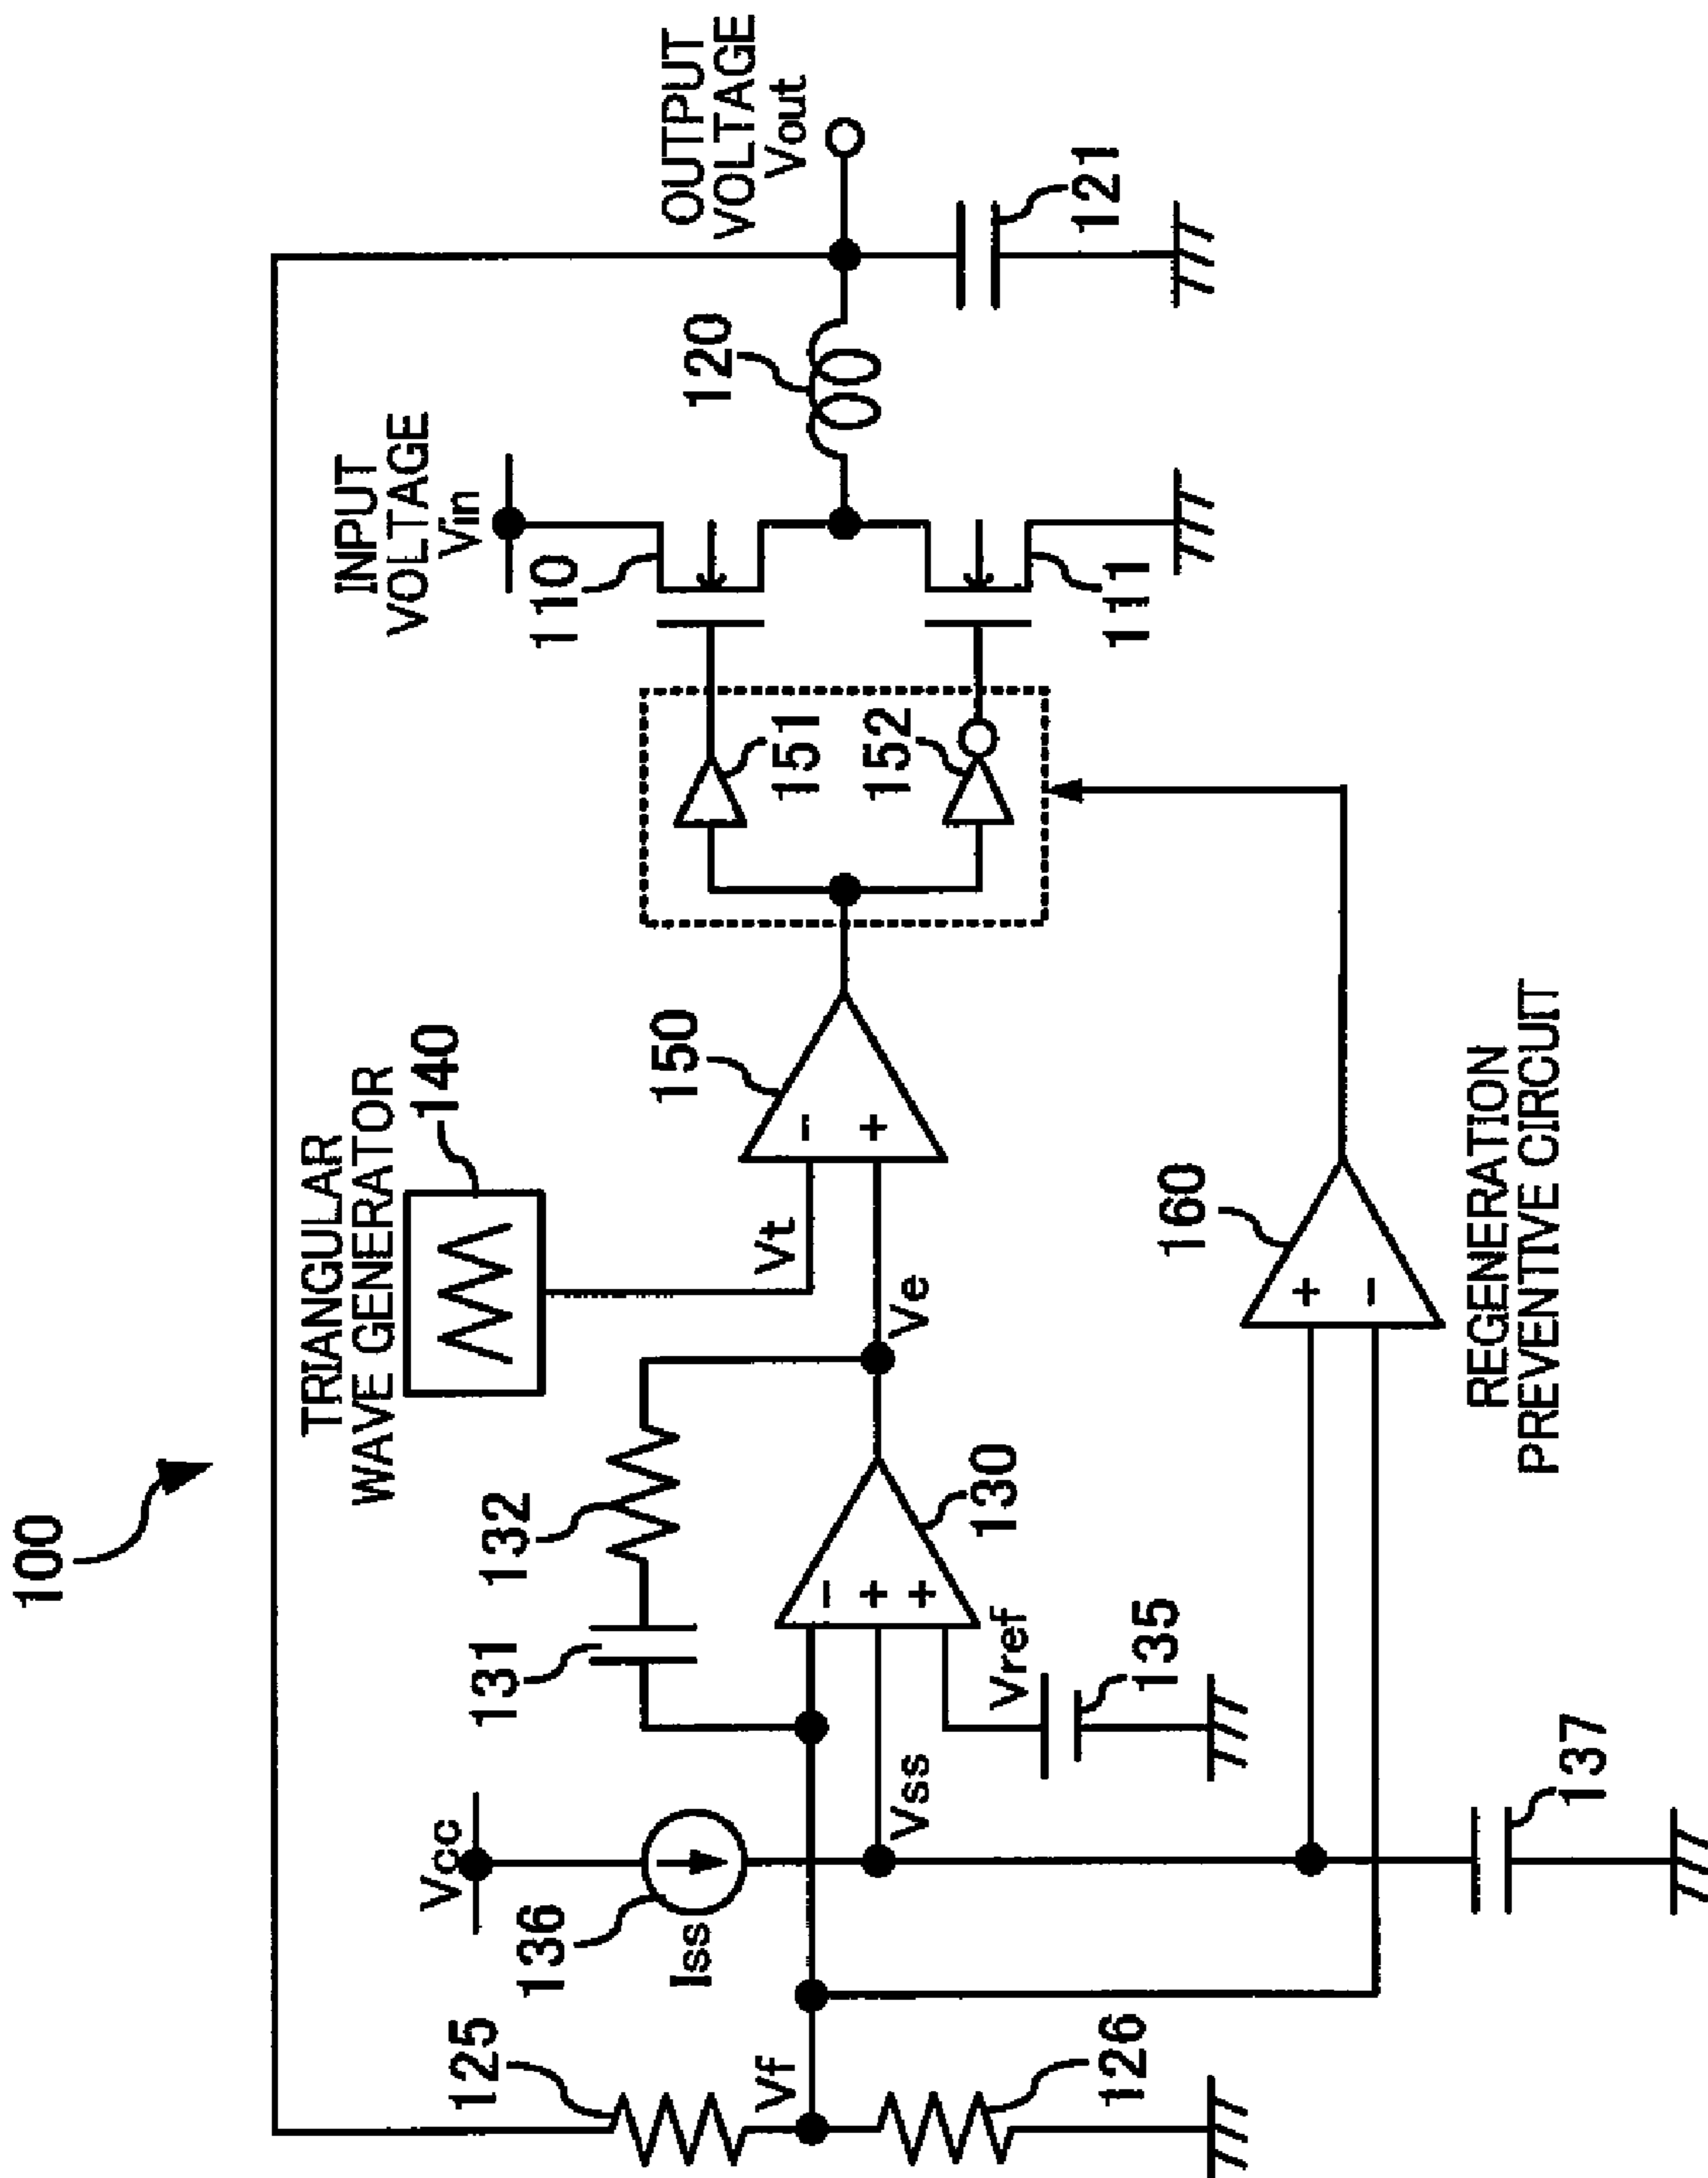 100
TRIANGULAR
WAVE GENERATOR
140
INPUT
VOLTAGE
Vin
OUTPUT
VOLTAGE
Vout
110
120
121
111
125
Vcc
136
Iss
131
132
Vt
150
-
+
151
152
Vf
126
Vss
-
+
+
130
Vref
135
Ve
160
+
-
137
REGENERATION
PREVENTIVE CIRCUIT